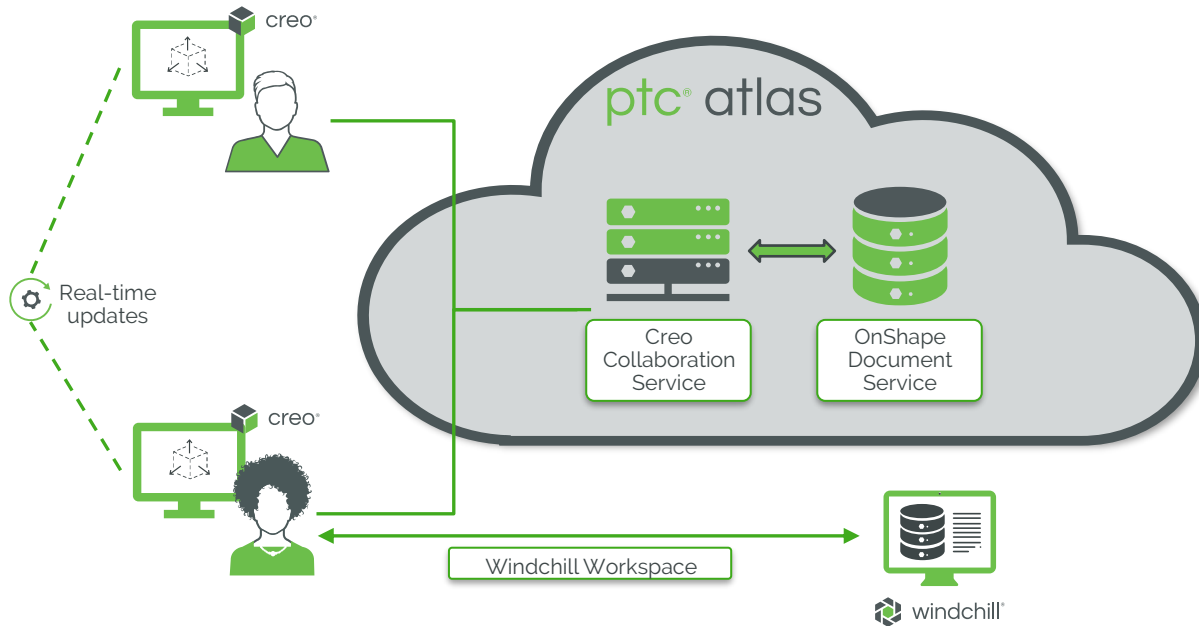 creo®
ptc® atlas
Real-time
updates
Creo
Collaboration
Service
OnShape
Document
Service
creo®
Windchill Workspace
windchill®